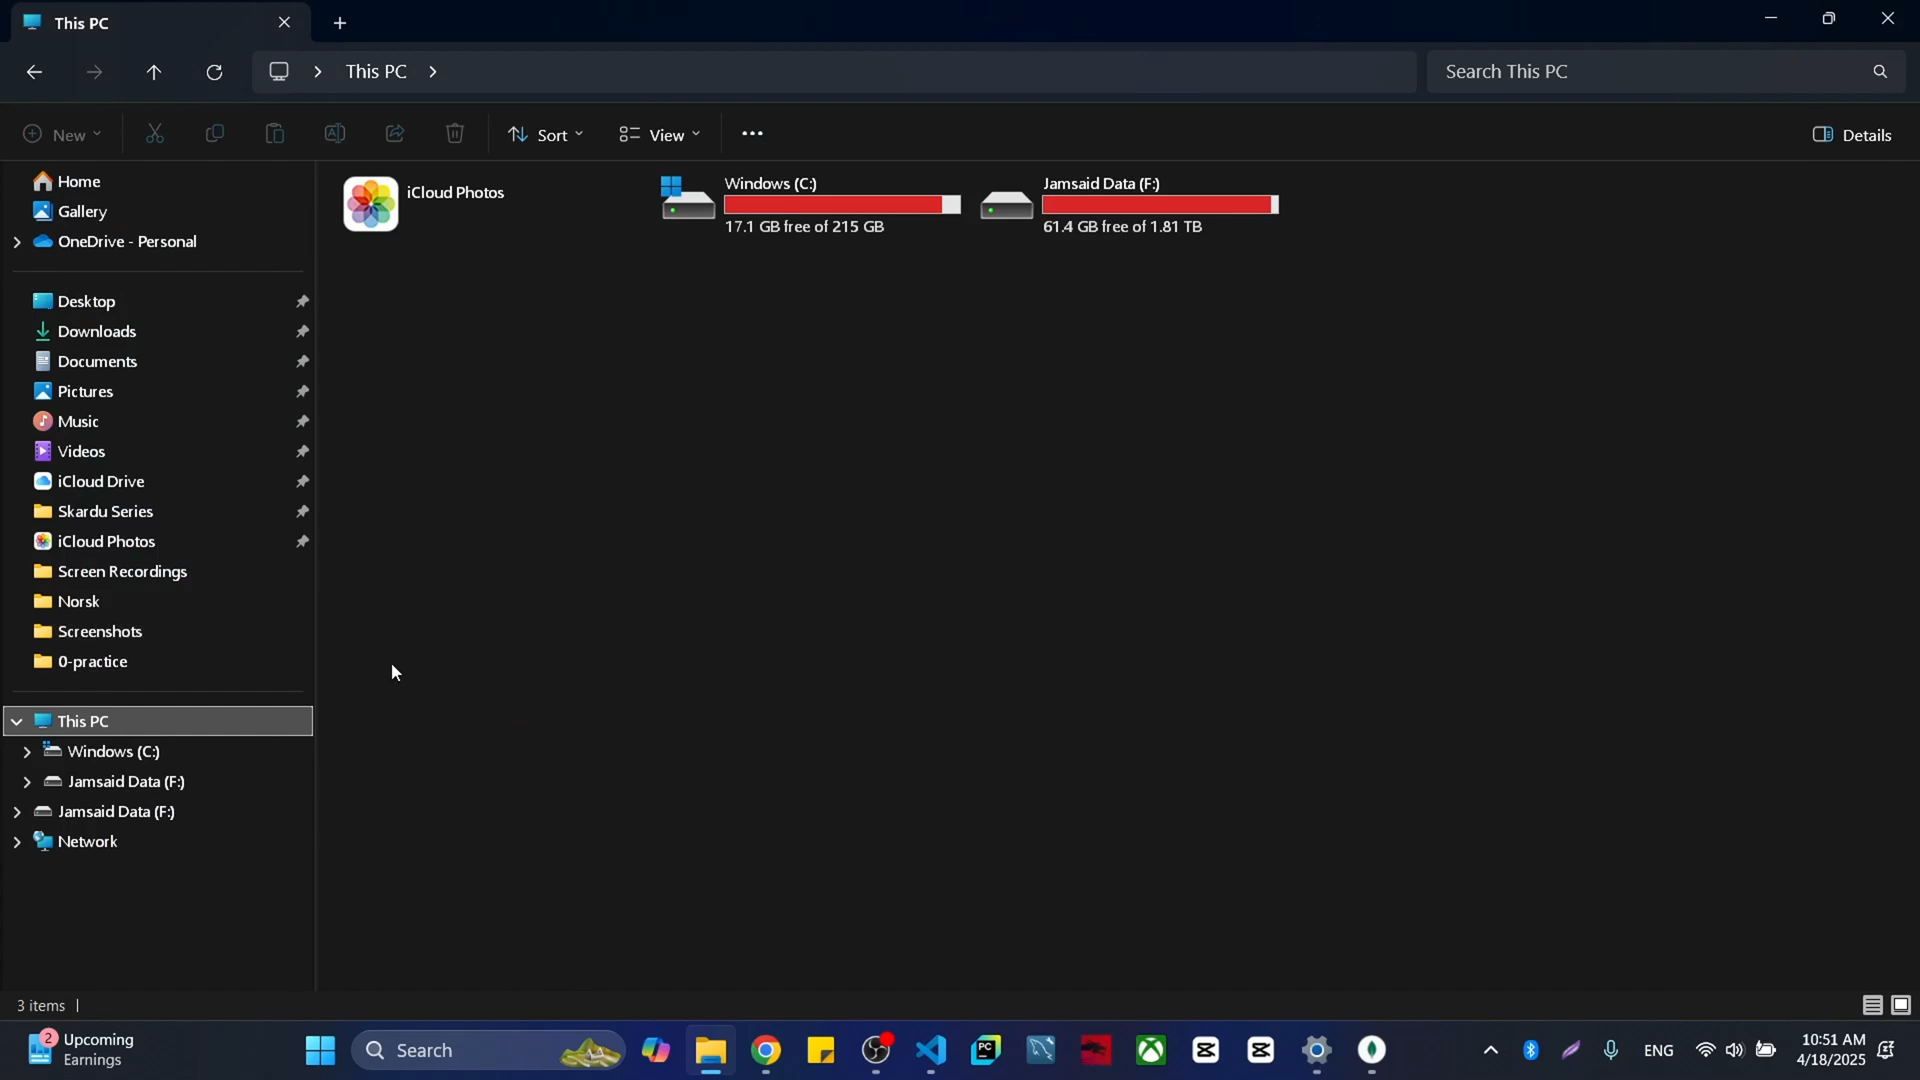 This PC
This PC
Search This PC
New
Sort
View
Details
Home
Gallery
OneDrive - Personal
Desktop
Downloads
Documents
Pictures
Music
Videos
iCloud Drive
Skardu Series
iCloud Photos
Screen Recordings
Norsk
Screenshots
0-practice
This PC
Windows (C:)
Jamsaid Data (F:)
Jamsaid Data (F:)
Network
iCloud Photos
Windows (C:)
17.1 GB free of 215 GB
Jamsaid Data (F:)
61.4 GB free of 1.81 TB
3 items
2
Upcoming
Earnings
Search
PC
ENG
10:51 AM
4/18/2025